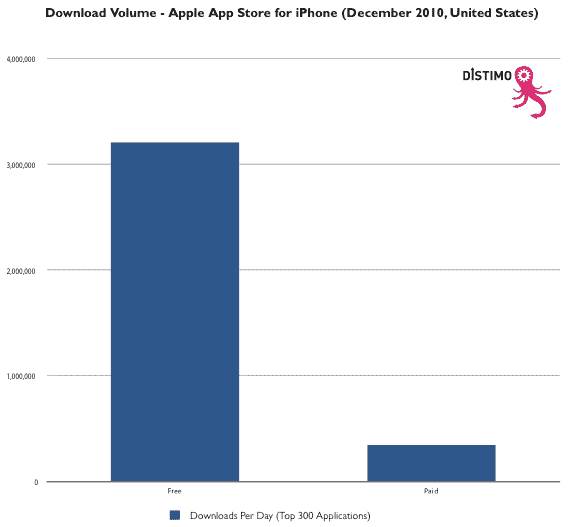 Download Volume - Apple App Store for iPhone (December 2010, United States)
DISTIMO
4,000,000
3,000,000
2,000,000
1,000,000
0
Free Paid
Downloads Per Day (Top 300 Applications)